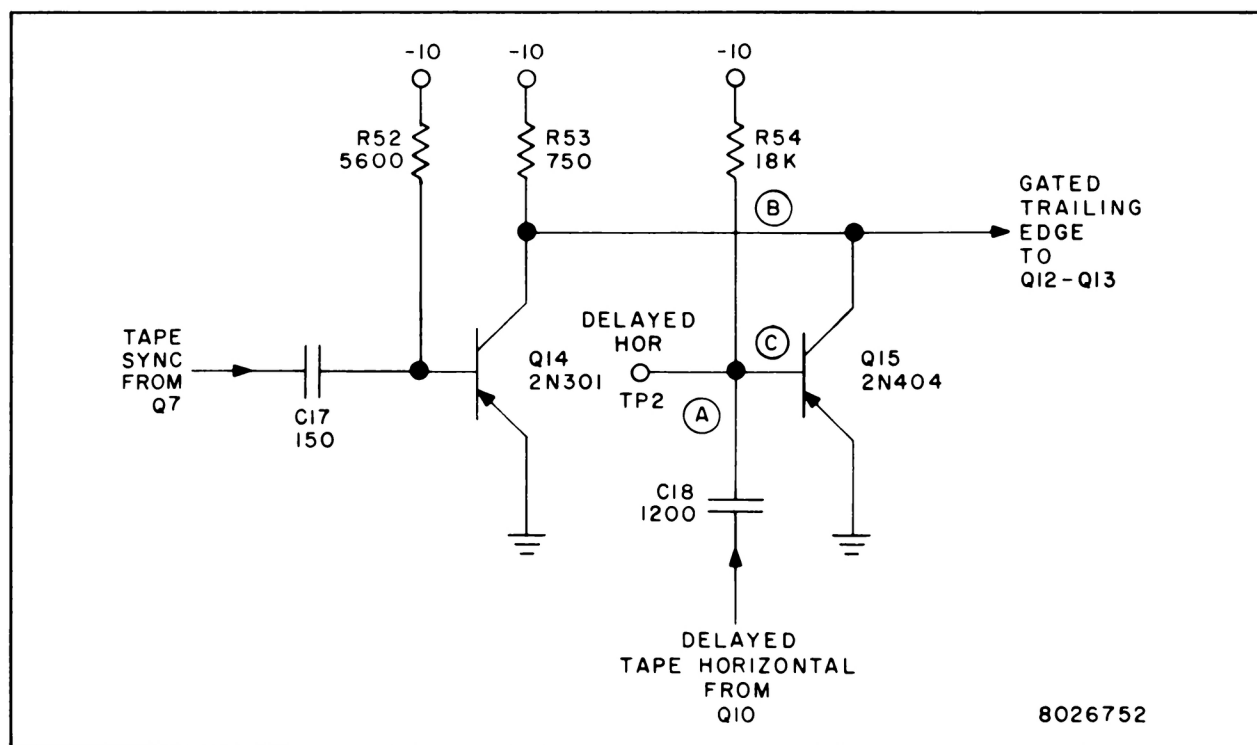 -10
-10
-10
R52
5600
R53
750
R54
18K
B
GATED
TRAILING
EDGE
TO
Q12-Q13
TAPE
SYNC
FROM
Q7
C17
150
Q14
2N301
DELAYED
HOR
TP2
A
C
Q15
2N404
C18
1200
DELAYED
TAPE HORIZONTAL
FROM
Q10
8026752